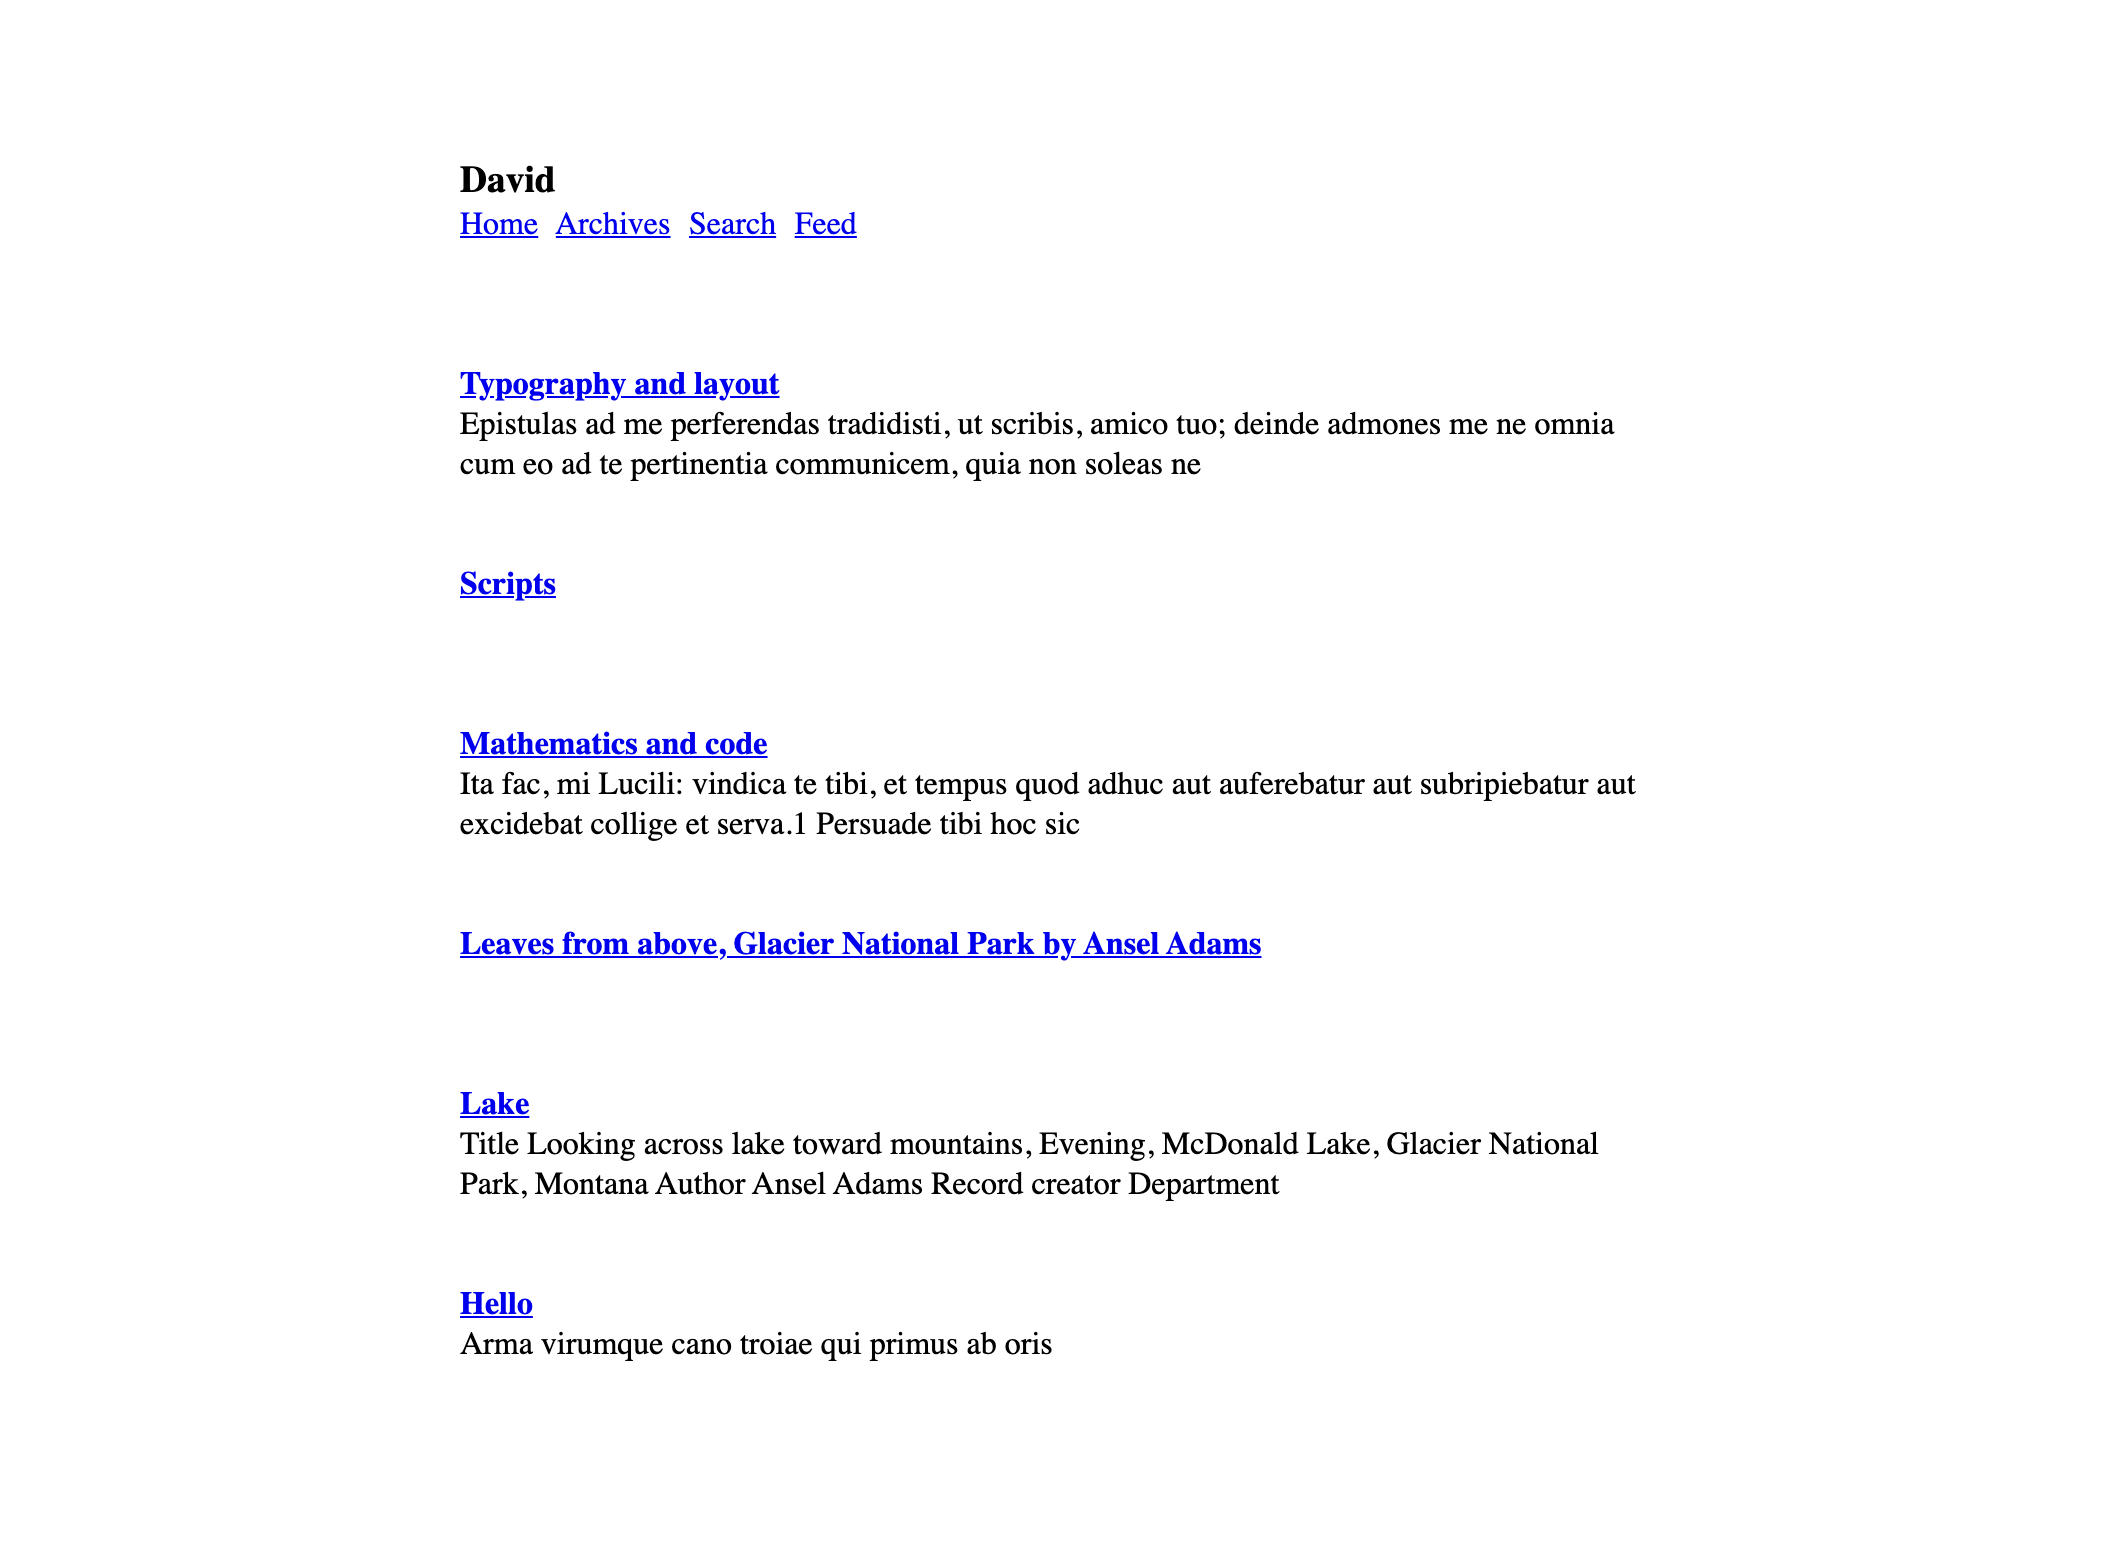 David
Home Archives Search Feed
Typography and layout
Epistulas ad me perferendas tradidisti, ut scribis, amico tuo; deinde admones me ne omnia
cum eo ad te pertinentia communicem, quia non soleas ne
Scripts
Mathematics and code
Ita fac, mi Lucili: vindica te tibi, et tempus quod adhuc aut auferebatur aut subripiebatur aut
excidebat collige et serva.1 Persuade tibi hoc sic
Leaves from above, Glacier National Park by Ansel Adams
Lake
Title Looking across lake toward mountains, Evening, McDonald Lake, Glacier National
Park, Montana Author Ansel Adams Record creator Department
Hello
Arma virumque cano troiae qui primus ab oris